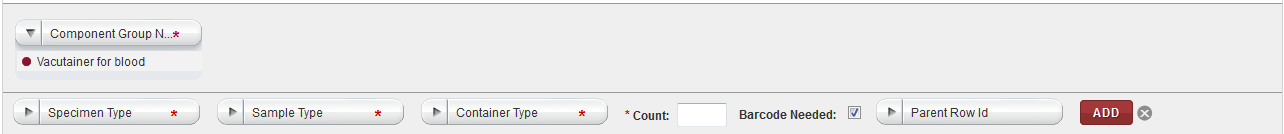 Component Group N...*
Vacutainer for blood
Specimen Type * Sample Type * Container Type * * Count: Barcode Needed: Parent Row Id ADD